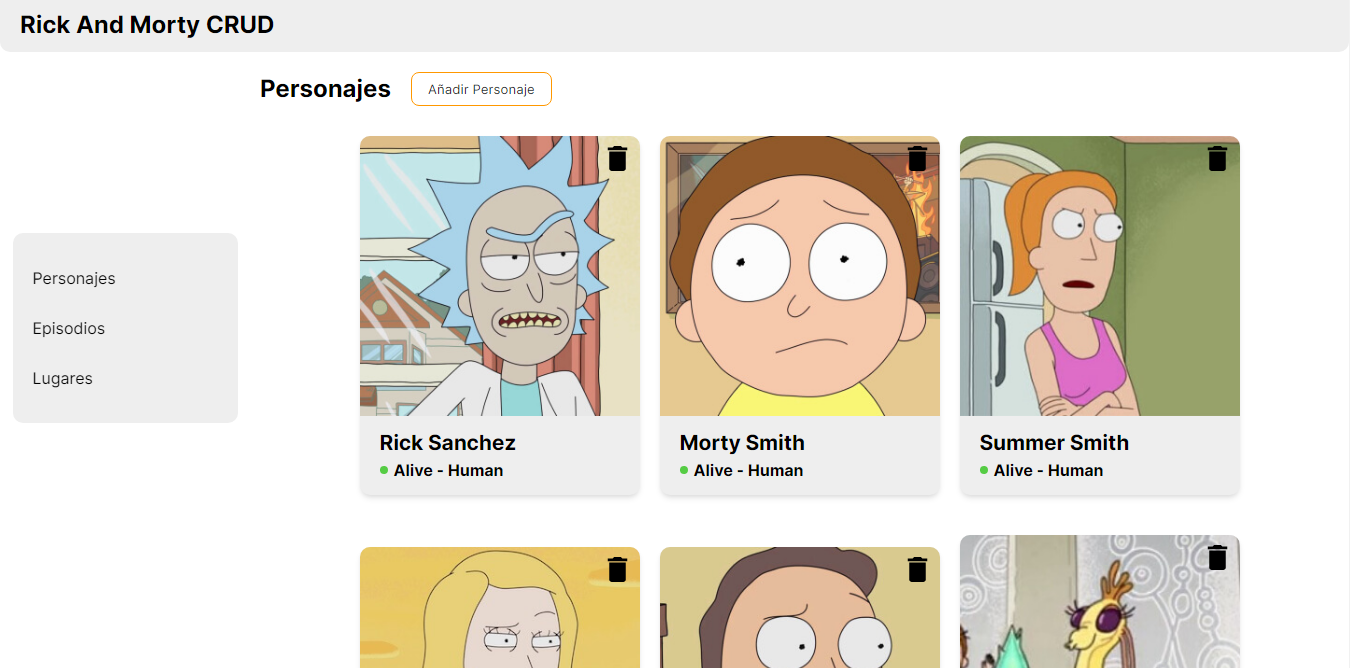 Rick And Morty CRUD
Personajes
Añadir Personaje
Personajes
Episodios
Lugares
Rick Sanchez
Alive - Human
Morty Smith
Alive - Human
Summer Smith
Alive - Human